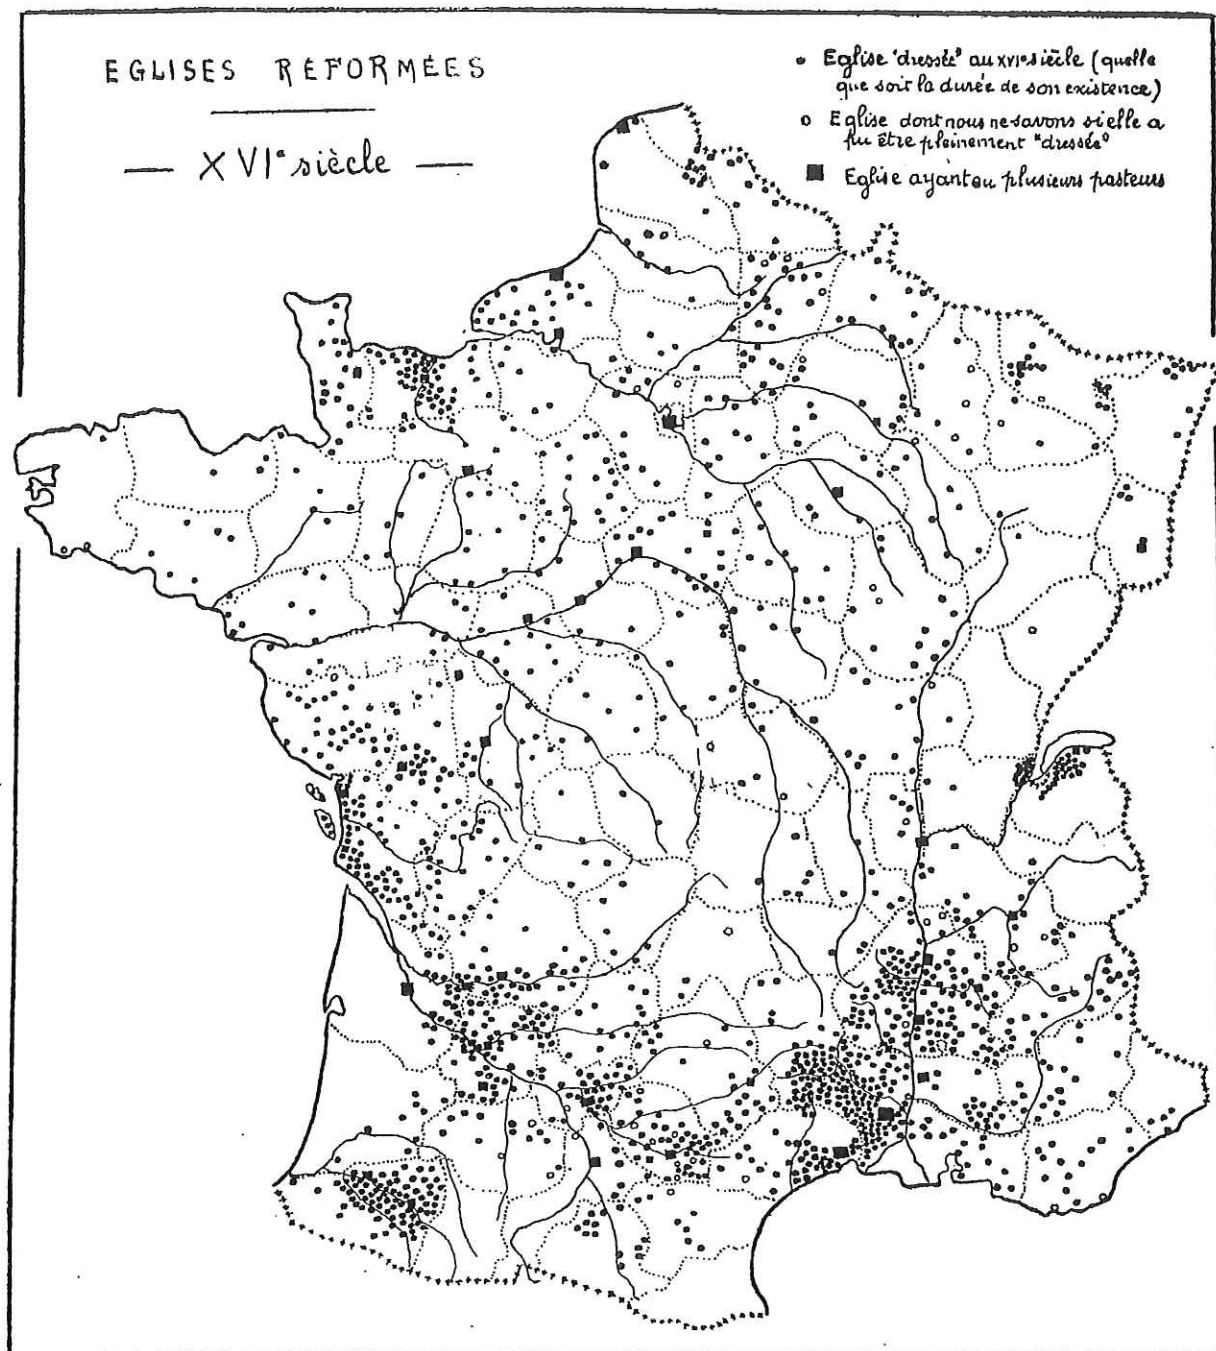 EGLISES REFORMÉES
— XVIe siècle —
Eglise "dressée" au XVIe siècle (quelle
que soit la durée de son existence)
Eglise dont nous ne savons si elle a
pu être pleinement "dressée"
Eglise ayant eu plusieurs pasteurs